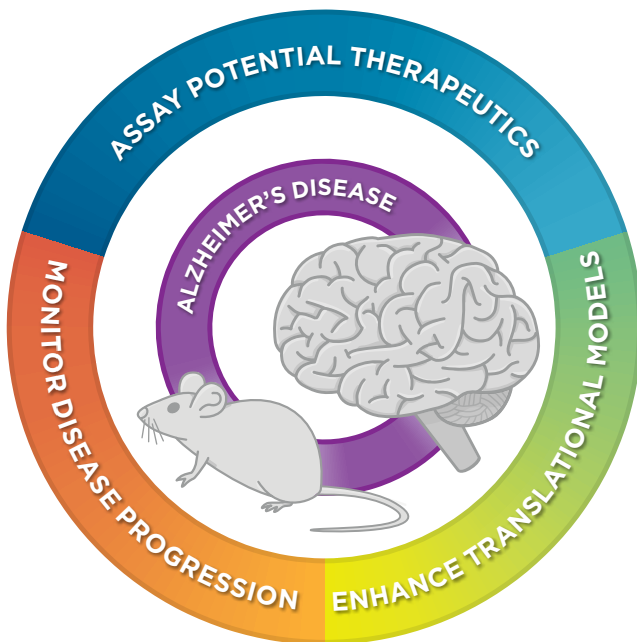 ASSAY POTENTIAL THERAPEUTICS
ALZHEIMER'S DISEASE
MONITOR DISEASE PROGRESSION
ENHANCE TRANSLATIONAL MODELS